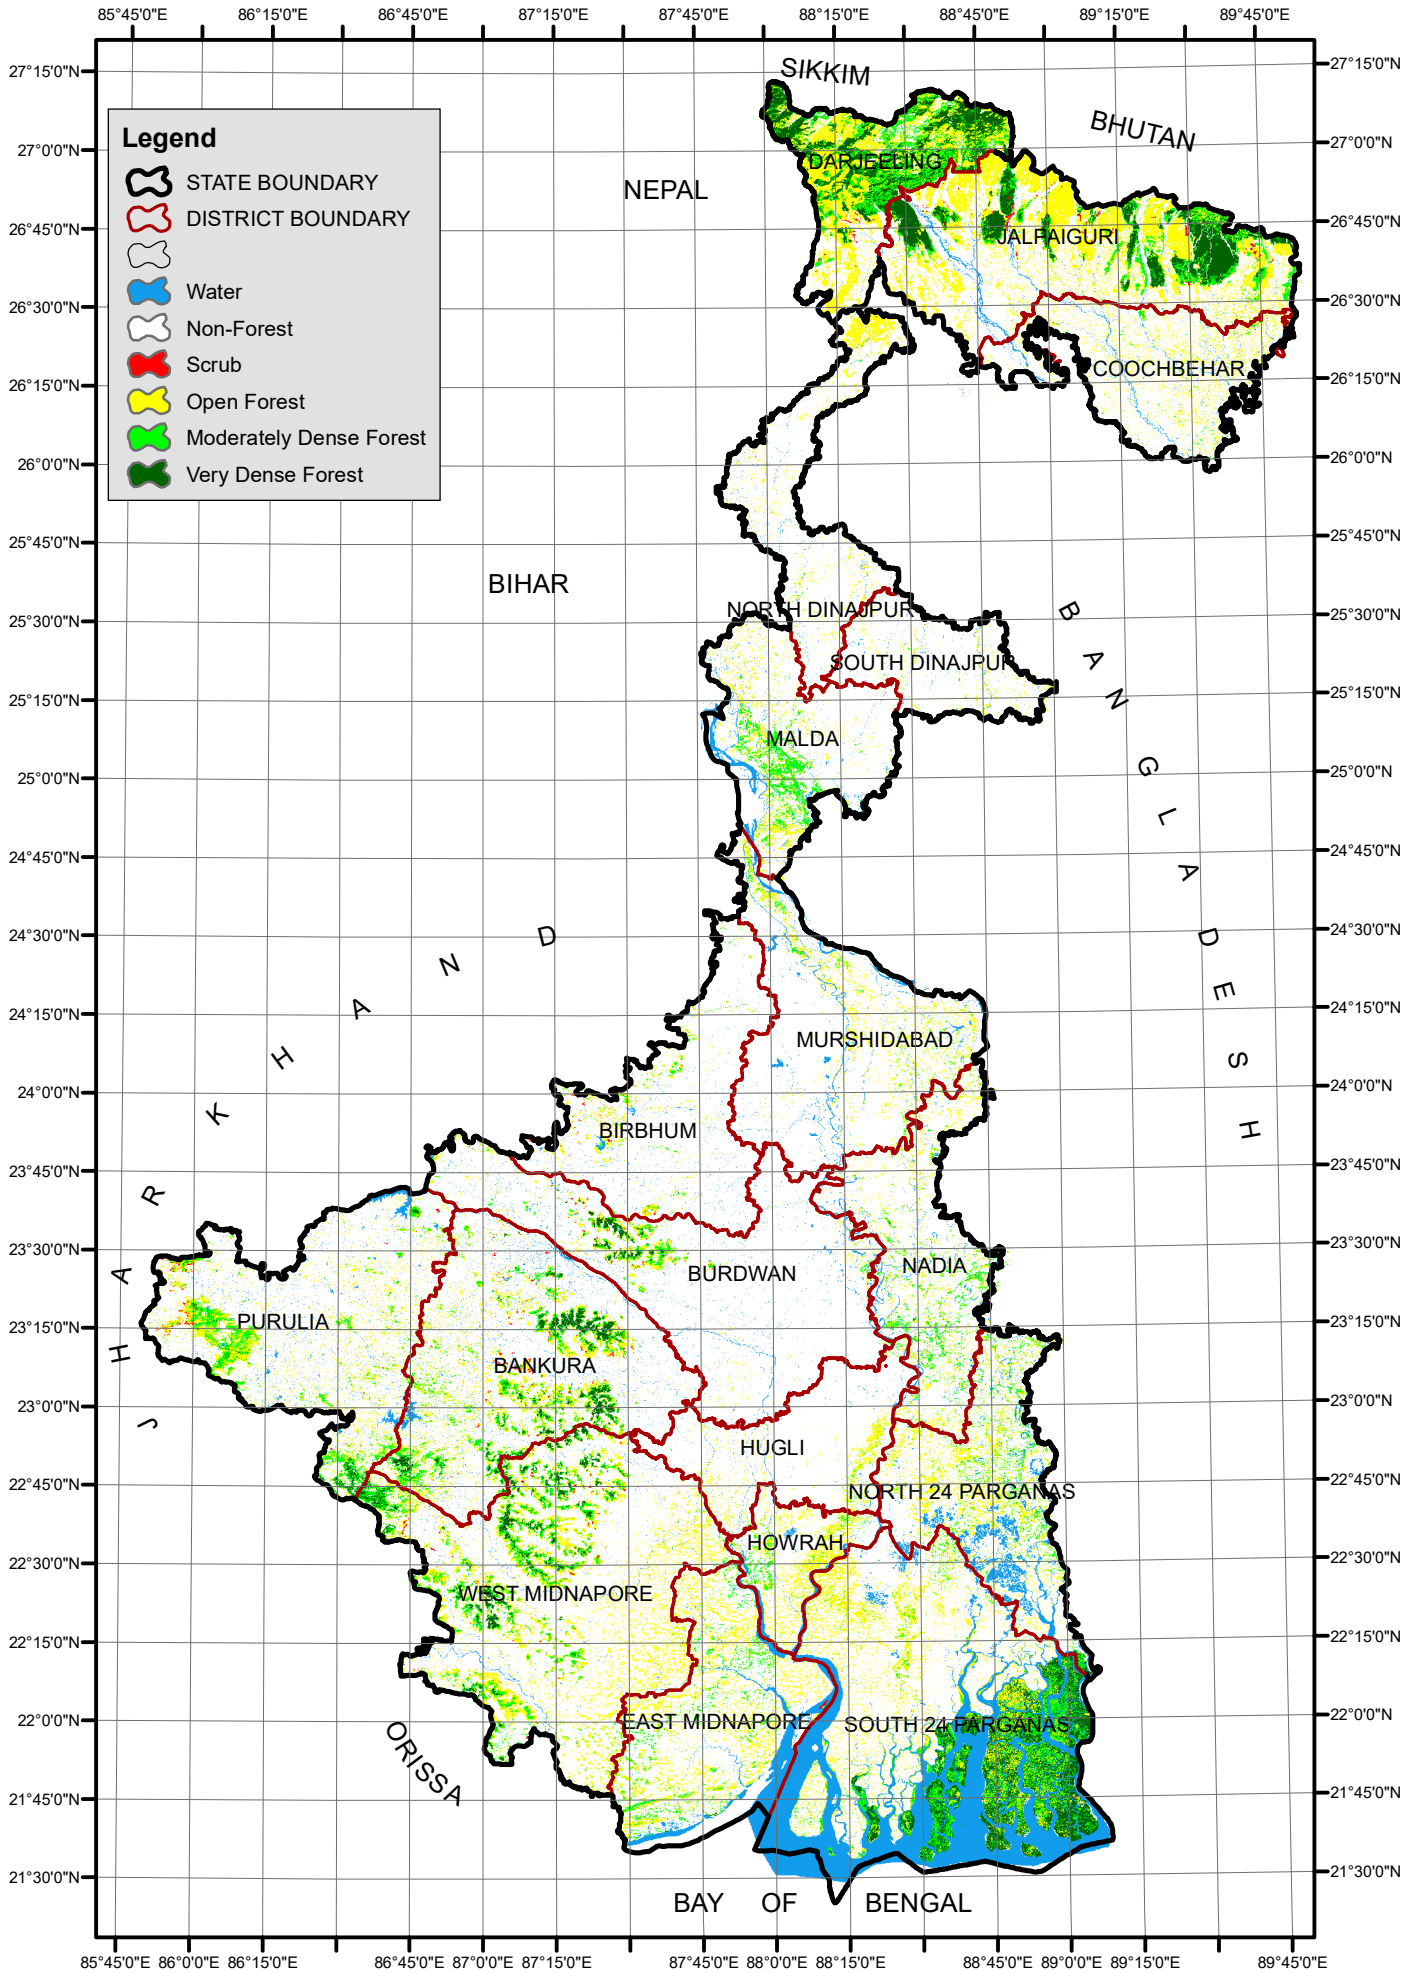 85°45'0"E 86°15'0"E 86°45'0"E 87°15'0"E 87°45'0"E 88°15'0"E 88°45'0"E 89°15'0"E 89°45'0"E
27°15'0"N
27°0'0"N
26°45'0"N
26°30'0"N
26°15'0"N
26°0'0"N
25°45'0"N
25°30'0"N
25°15'0"N
25°0'0"N
24°45'0"N
24°30'0"N
24°15'0"N
24°0'0"N
23°45'0"N
23°30'0"N
23°15'0"N
23°0'0"N
22°45'0"N
22°30'0"N
22°15'0"N
22°0'0"N
21°45'0"N
21°30'0"N
Legend
STATE BOUNDARY
DISTRICT BOUNDARY
Water
Non-Forest
Scrub
Open Forest
Moderately Dense Forest
Very Dense Forest
SIKKIM
BHUTAN
NEPAL
DARJEELING
JALPAIGURI
COOCHBEHAR
BIHAR
NORTH DINAJPUR
SOUTH DINAJPUR
MALDA
BANGLADESH
JHARKHAND
MURSHIDABAD
BIRBHUM
BURDWAN
NADIA
PURULIA
BANKURA
HUGLI
NORTH 24 PARGANAS
HOWRAH
WEST MIDNAPORE
EAST MIDNAPORE
SOUTH 24 PARGANAS
ORISSA
BAY OF BENGAL
27°15'0"N
27°0'0"N
26°45'0"N
26°30'0"N
26°15'0"N
26°0'0"N
25°45'0"N
25°30'0"N
25°15'0"N
25°0'0"N
24°45'0"N
24°30'0"N
24°15'0"N
24°0'0"N
23°45'0"N
23°30'0"N
23°15'0"N
23°0'0"N
22°45'0"N
22°30'0"N
22°15'0"N
22°0'0"N
21°45'0"N
21°30'0"N
85°45'0"E 86°0'0"E 86°15'0"E 86°45'0"E 87°0'0"E 87°15'0"E 87°45'0"E 88°0'0"E 88°15'0"E 88°45'0"E 89°0'0"E 89°15'0"E 89°45'0"E